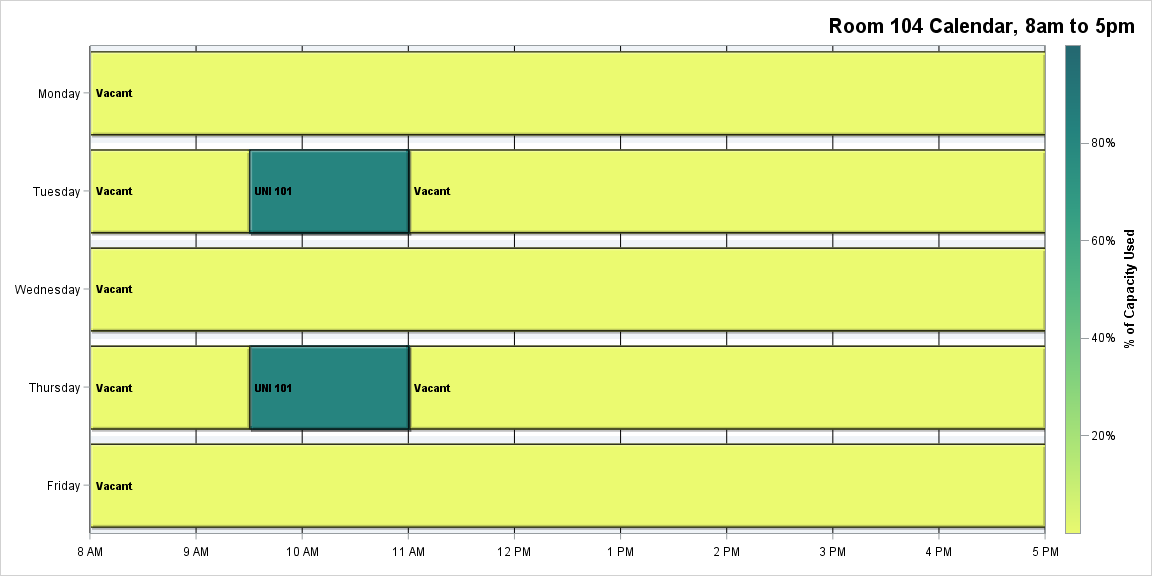 Room 104 Calendar, 8am to 5pm
Monday
Vacant
Tuesday
Vacant
UNI 101
Vacant
Wednesday
Vacant
Thursday
Vacant
UNI 101
Vacant
Friday
Vacant
8 AM
9 AM
10 AM
11 AM
12 PM
1 PM
2 PM
3 PM
4 PM
5 PM
80%
60%
40%
20%
% of Capacity Used